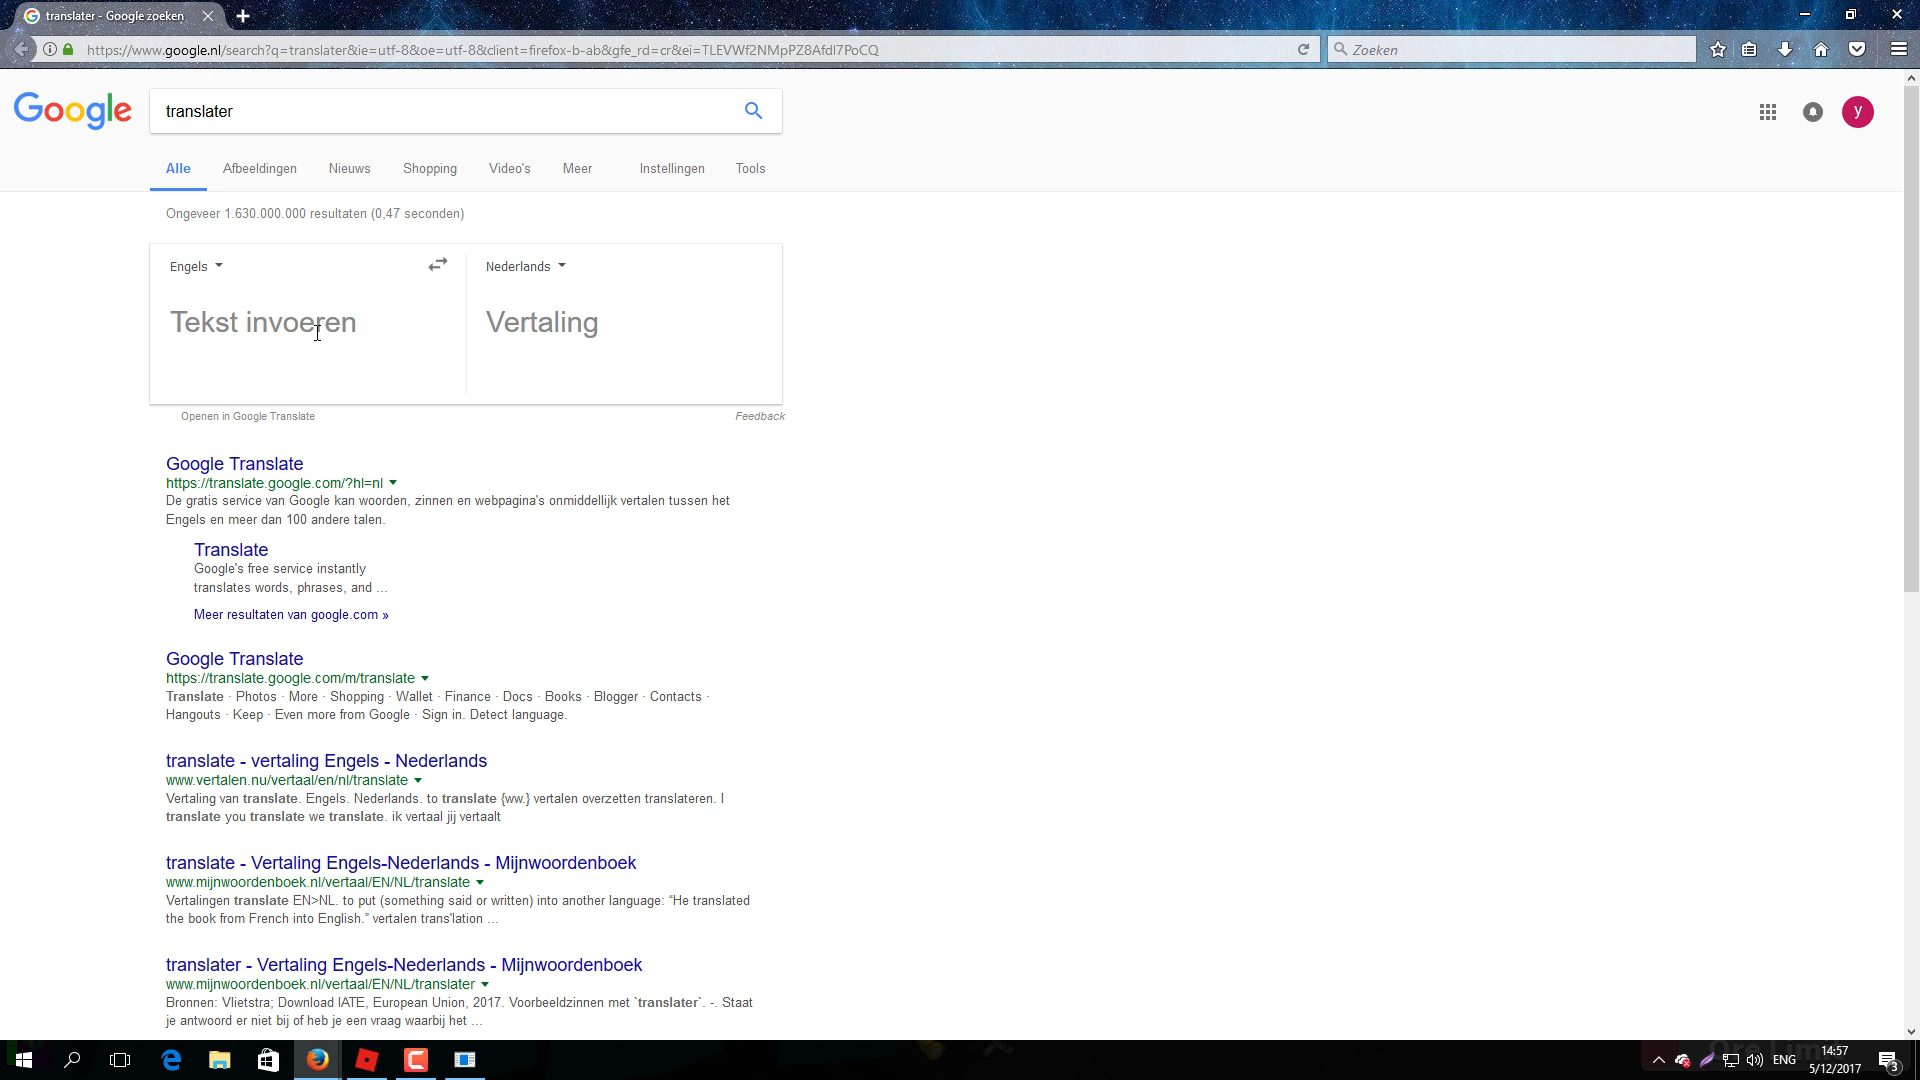 translater - Google zoeken
https://www.google.nl/search?q=translater&ie=utf-8&oe=utf-8&client=firefox-b-ab&gfe_rd=cr&ei=TLEVWf2NMpPZ8AfdI7PoCQ
Zoeken
Google
translater
y
Alle Afbeeldingen Nieuws Shopping Video's Meer Instellingen Tools
Ongeveer 1.630.000.000 resultaten (0,47 seconden)
Engels Nederlands
Tekst invoeren Vertaling
Openen in Google Translate Feedback
Google Translate
https://translate.google.com/?hl=nl
De gratis service van Google kan woorden, zinnen en webpagina's onmiddellijk vertalen tussen het
Engels en meer dan 100 andere talen.
Translate
Google's free service instantly
translates words, phrases, and ...
Meer resultaten van google.com »
Google Translate
https://translate.google.com/m/translate
Translate · Photos · More · Shopping · Wallet · Finance · Docs · Books · Blogger · Contacts ·
Hangouts · Keep · Even more from Google · Sign in. Detect language.
translate - vertaling Engels - Nederlands
www.vertalen.nu/vertaal/en/nl/translate
Vertaling van translate. Engels. Nederlands. to translate {ww.} vertalen overzetten translateren. I
translate you translate we translate. ik vertaal jij vertaalt
translate - Vertaling Engels-Nederlands - Mijnwoordenboek
www.mijnwoordenboek.nl/vertaal/EN/NL/translate
Vertalingen translate EN>NL. to put (something said or written) into another language: “He translated
the book from French into English.” vertalen trans'lation ...
translater - Vertaling Engels-Nederlands - Mijnwoordenboek
www.mijnwoordenboek.nl/vertaal/EN/NL/translater
Bronnen: Vlietstra; Download IATE, European Union, 2017. Voorbeeldzinnen met `translater`. -. Staat
je antwoord er niet bij of heb je een vraag waarbij het ...
ENG
14:57
5/12/2017
3